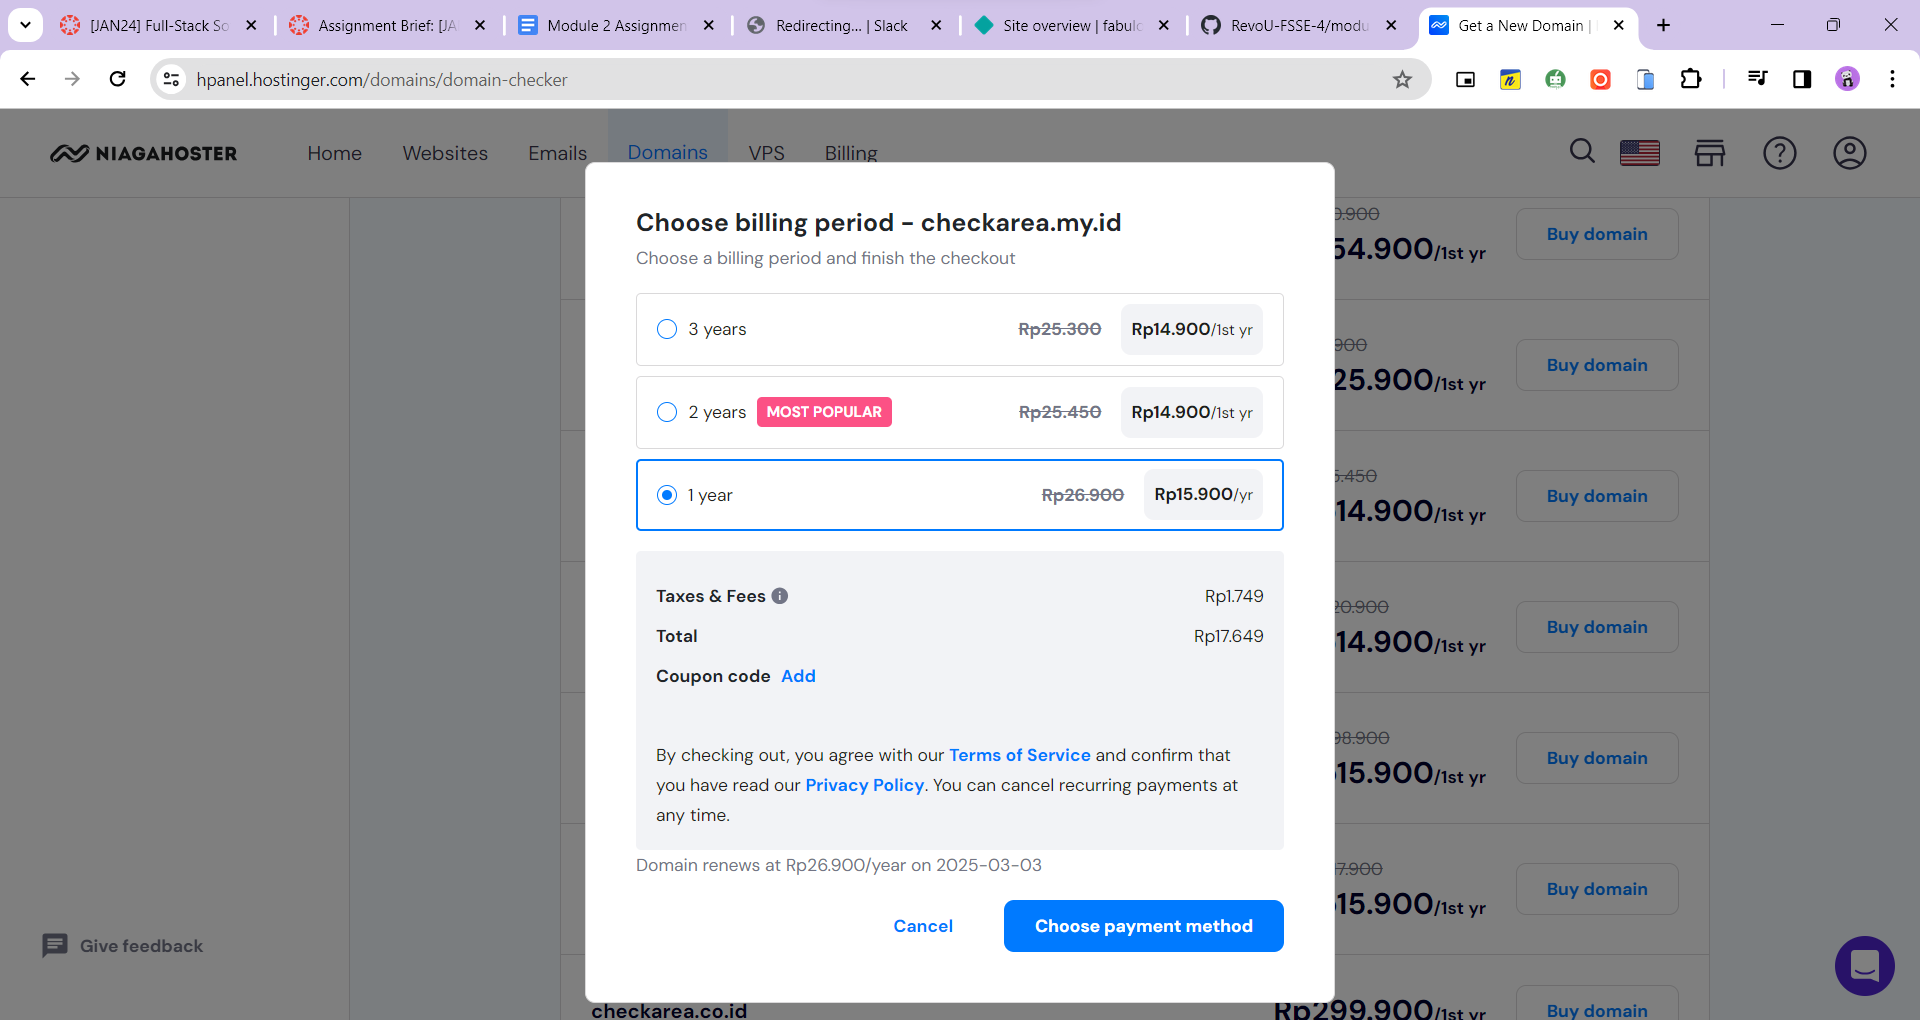 [JAN24] Full-Stack So
Assignment Brief: [JA
Module 2 Assignmen
Redirecting... | Slack
Site overview | fabulo
RevoU-FSSE-4/modu
Get a New Domain |
hpanel.hostinger.com/domains/domain-checker
NIAGAHOSTER
Home
Websites
Emails
Domains
VPS
Billing
Choose billing period - checkarea.my.id
Choose a billing period and finish the checkout
3 years
Rp25.300
Rp14.900/1st yr
2 years
MOST POPULAR
Rp25.450
Rp14.900/1st yr
1 year
Rp26.900
Rp15.900/yr
Taxes & Fees
Rp1.749
Total
Rp17.649
Coupon code Add
By checking out, you agree with our Terms of Service and confirm that
you have read our Privacy Policy. You can cancel recurring payments at
any time.
Domain renews at Rp26.900/year on 2025-03-03
Cancel
Choose payment method
0.900
54.900/1st yr
Buy domain
900
25.900/1st yr
Buy domain
5.450
14.900/1st yr
Buy domain
20.900
14.900/1st yr
Buy domain
98.900
15.900/1st yr
Buy domain
7.900
15.900/1st yr
Buy domain
checkarea.co.id
Rp299.900/1st yr
Buy domain
Give feedback